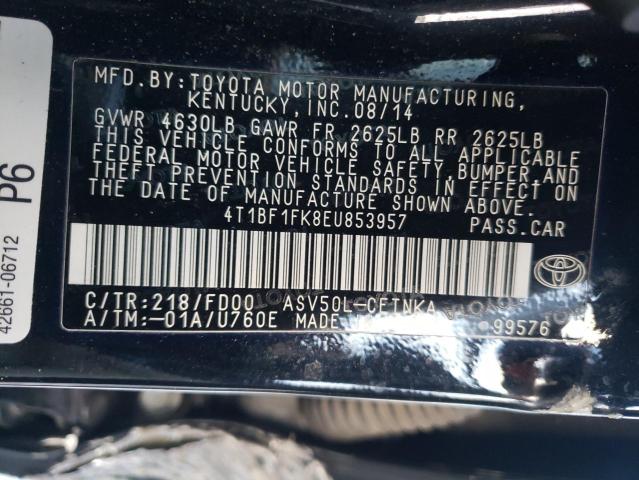 MFD. BY: TOYOTA MOTOR MANUFACTURING,
KENTUCKY, INC. 08/14
GVWR 4630LB GAWR FR 2625LB RR 2625LB
THIS VEHICLE CONFORMS TO ALL APPLICABLE
FEDERAL MOTOR VEHICLE SAFETY, BUMPER AND
THEFT PREVENTION STANDARDS IN EFFECT ON
THE DATE OF MANUFACTURE SHOWN ABOVE.
4T1BF1FK8EU853957 PASS. CAR
C/TR: 218/FD00 ASV50L-CETNKA
A/TM: -01A/U760E MADE
99576
42661-06712
P6